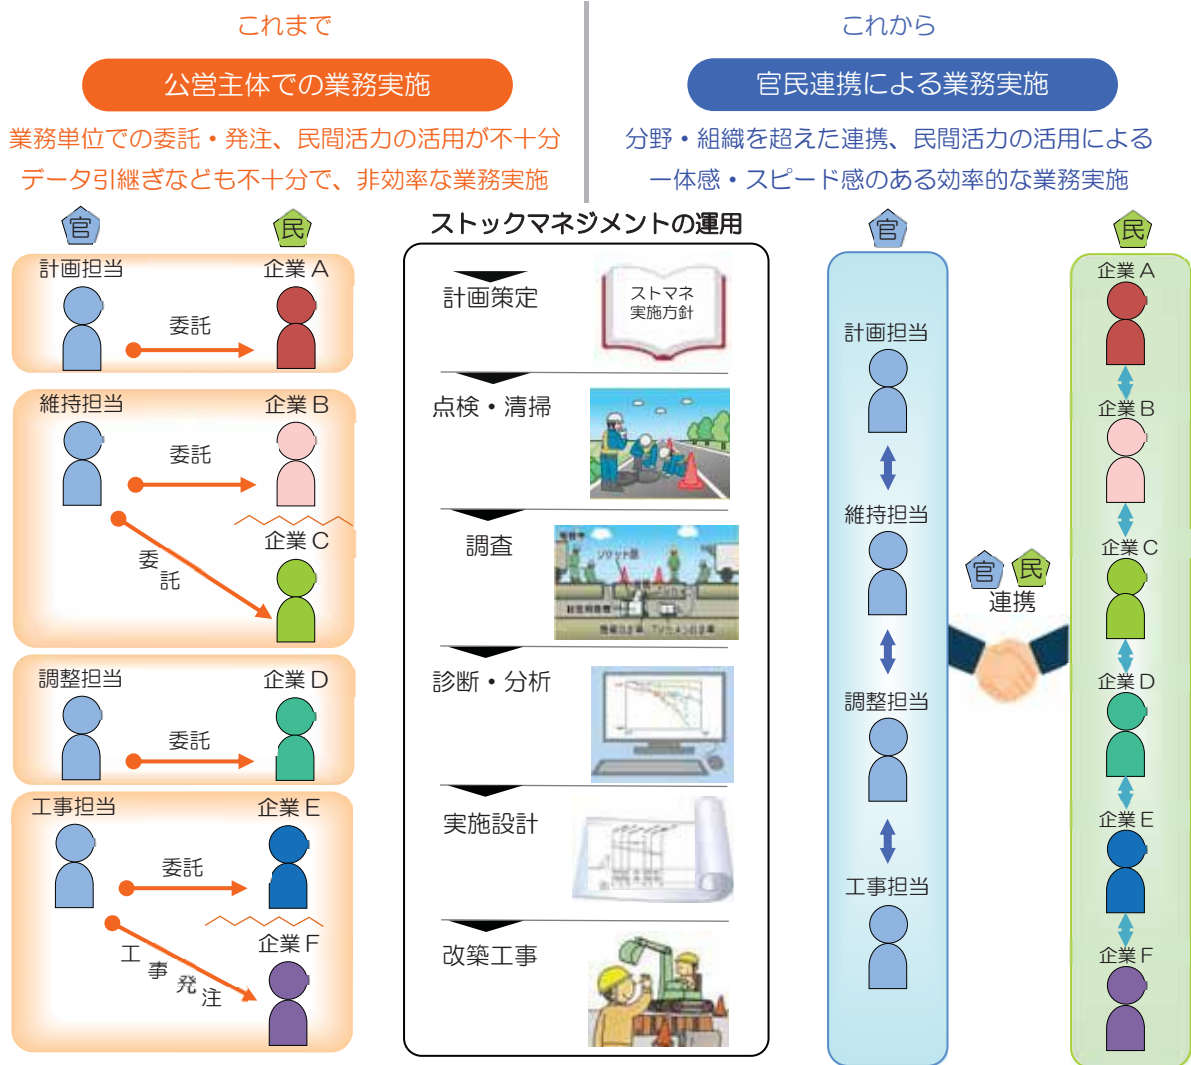 これまで
公営主体での業務実施
業務単位での委託・発注、民間活力の活用が不十分
データ引継ぎなども不十分で、非効率な業務実施
これから
官民連携による業務実施
分野・組織を超えた連携、民間活力の活用による
一体感・スピード感のある効率的な業務実施
官
民
計画担当
企業A
委託
維持担当
企業B
委託
企業C
委託
調整担当
企業D
委託
工事担当
企業E
委託
企業F
工事発注
ストックマネジメントの運用
計画策定
ストマネ
実施方針
点検・清掃
調査
診断・分析
実施設計
改築工事
官
計画担当
維持担当
調整担当
工事担当
官 民
連携
民
企業A
企業B
企業C
企業D
企業E
企業F